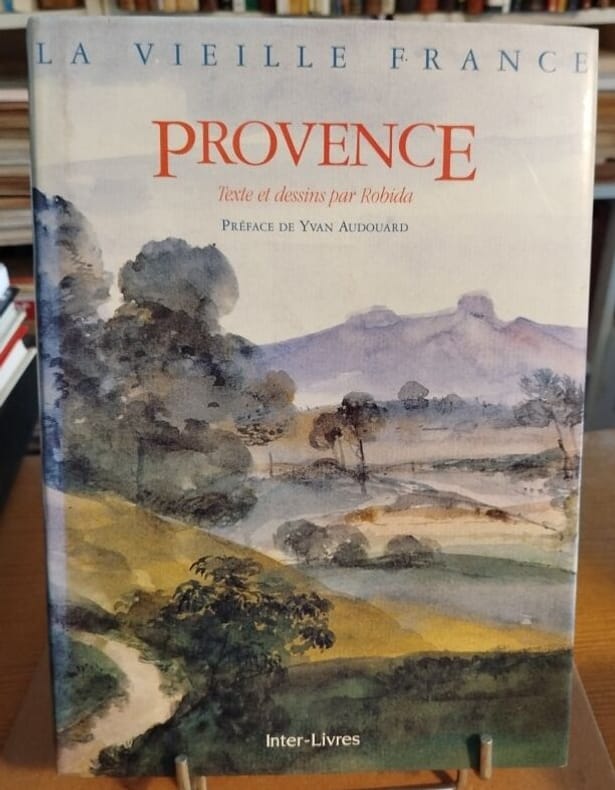 LA VIEILLE FRANCE
PROVENCE
Texte et dessins par Robida
PRÉFACE DE YVAN AUDOUARD
Inter-Livres